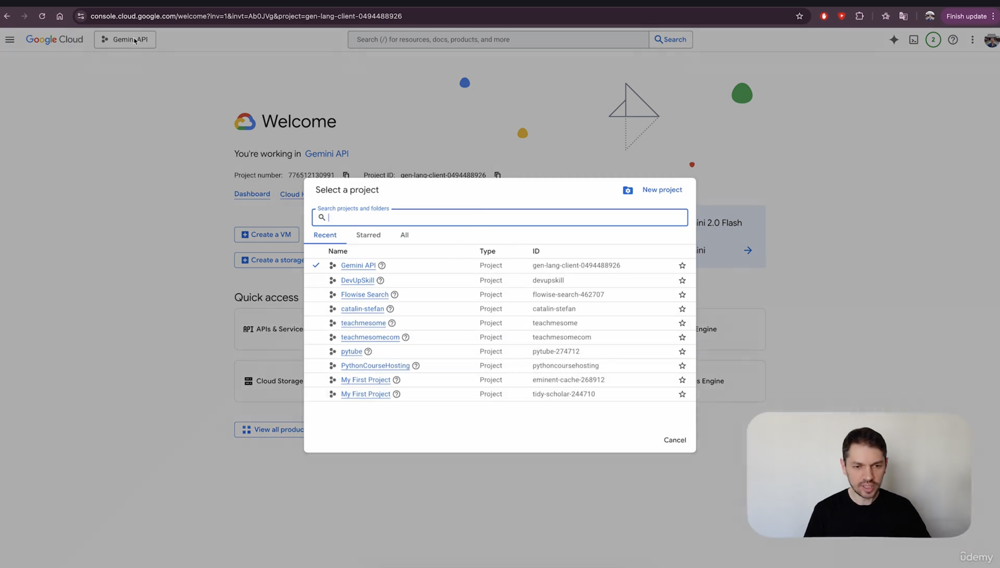 console.cloud.google.com/welcome?inv=1&invt=Ab0JVg&project=gen-lang-client-0494488926
Finish update
Google Cloud
Gemini API
Search (/) for resources, docs, products, and more
Search
2
Welcome
You're working in Gemini API
Project number: 776512130991 Project ID: gen-lang-client-0494488926
Dashboard
Cloud H
Select a project
New project
Search projects and folders
Recent Starred All
Name Type ID
Gemini API Project gen-lang-client-0494488926
DevUpSkill Project devupskill
Flowise Search Project flowise-search-462707
catalin-stefan Project catalin-stefan
teachmesome Project teachmesome
teachmesomecom Project teachmesomecom
pytube Project pytube-274712
PythonCourseHosting Project pythoncoursehosting
My First Project Project eminent-cache-268912
My First Project Project tidy-scholar-244710
Cancel
ini 2.0 Flash
ini
Create a VM
Create a storage
Quick access
API APIs & Service
Engine
Cloud Storage
s Engine
View all produc
ûdemy